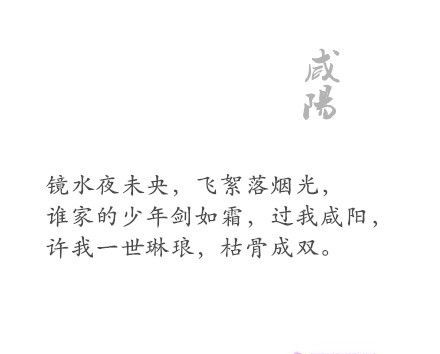 咸
陽
镜水夜未央，飞絮落烟光，
谁家的少年剑如霜，过我咸阳，
许我一世琳琅，枯骨成双。